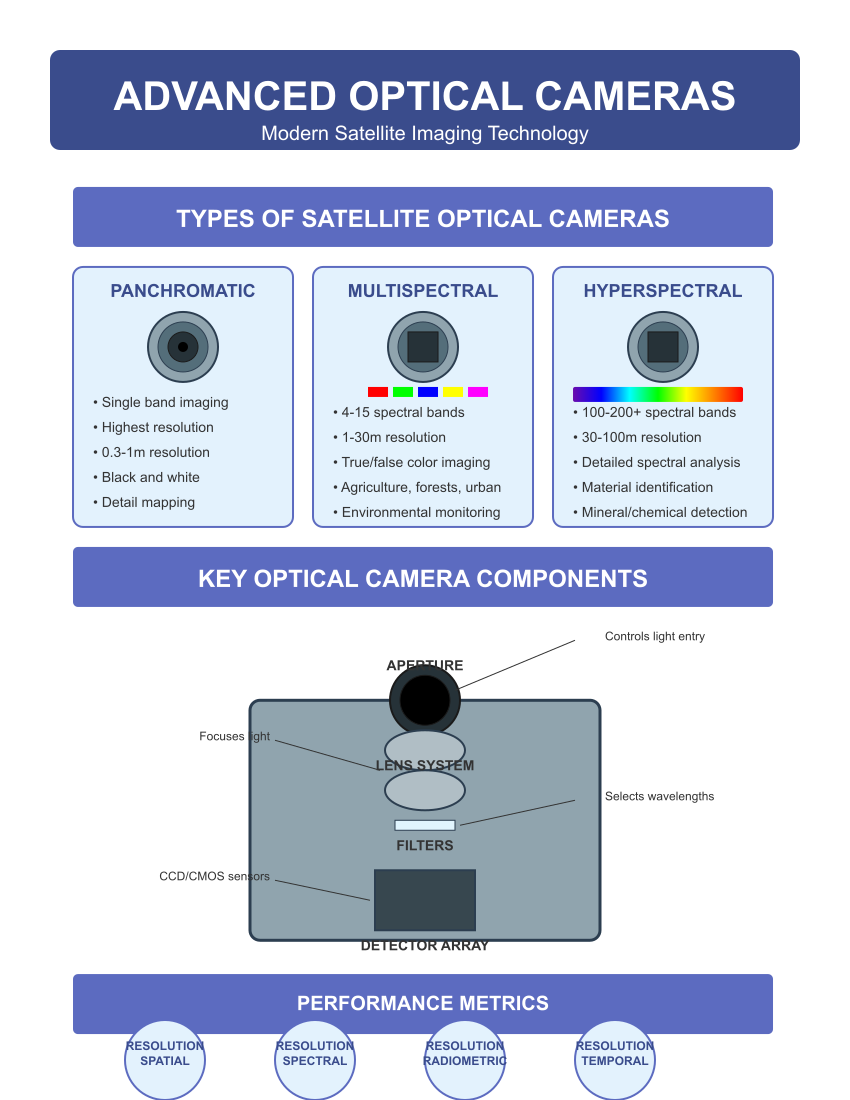 ADVANCED OPTICAL CAMERAS
Modern Satellite Imaging Technology
TYPES OF SATELLITE OPTICAL CAMERAS
PANCHROMATIC
• Single band imaging
• Highest resolution
• 0.3-1m resolution
• Black and white
• Detail mapping
MULTISPECTRAL
• 4-15 spectral bands
• 1-30m resolution
• True/false color imaging
• Agriculture, forests, urban
• Environmental monitoring
HYPERSPECTRAL
• 100-200+ spectral bands
• 30-100m resolution
• Detailed spectral analysis
• Material identification
• Mineral/chemical detection
KEY OPTICAL CAMERA COMPONENTS
Controls light entry
APERTURE
Focuses light
LENS SYSTEM
Selects wavelengths
FILTERS
CCD/CMOS sensors
DETECTOR ARRAY
PERFORMANCE METRICS
RESOLUTION
SPATIAL
RESOLUTION
SPECTRAL
RESOLUTION
RADIOMETRIC
RESOLUTION
TEMPORAL